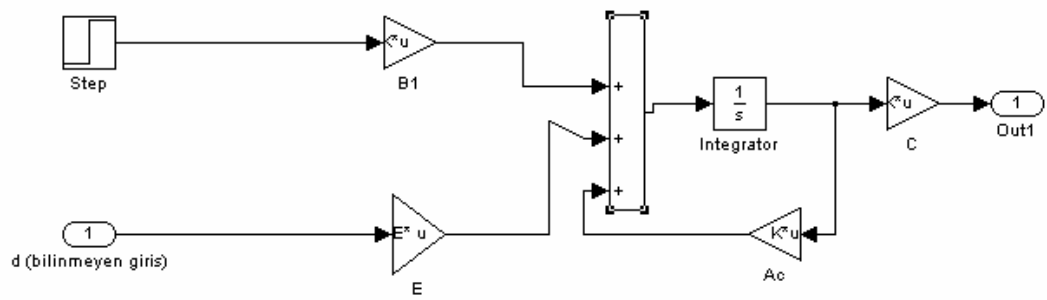 Step
<*u
B1
+
+
+
1
s
Integrator
<*u
C
1
Out1
1
d (bilinmeyen giris)
E* u
E
K*u
Ac